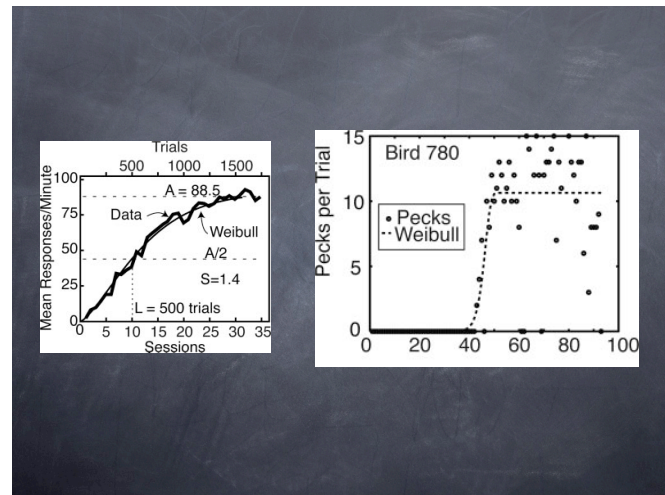 Trials
500 1000 1500
Mean Responses/Minute
100
75
50
25
0
A = 88.5
Data
Weibull
A/2
S=1.4
L = 500 trials
0 5 10 15 20 25 30 35
Sessions
Bird 780
Pecks per Trial
15
10
5
0
Pecks
Weibull
0 20 40 60 80 100